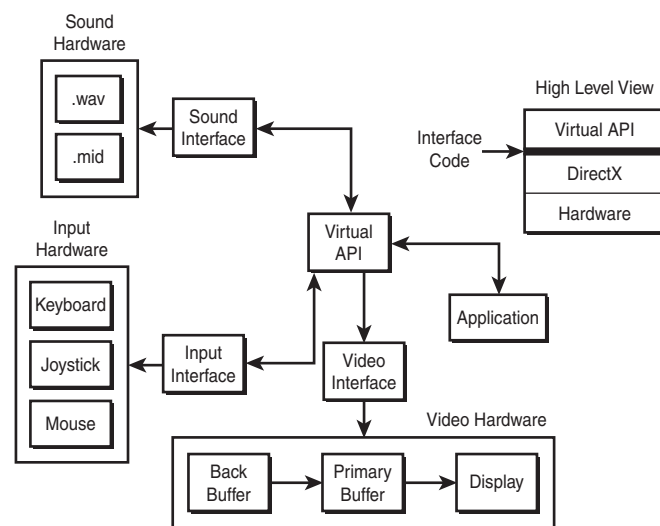 Sound
Hardware
.wav
.mid
Sound
Interface
High Level View
Virtual API
DirectX
Hardware
Interface
Code
Input
Hardware
Keyboard
Joystick
Mouse
Input
Interface
Virtual
API
Application
Video
Interface
Video Hardware
Back
Buffer
Primary
Buffer
Display